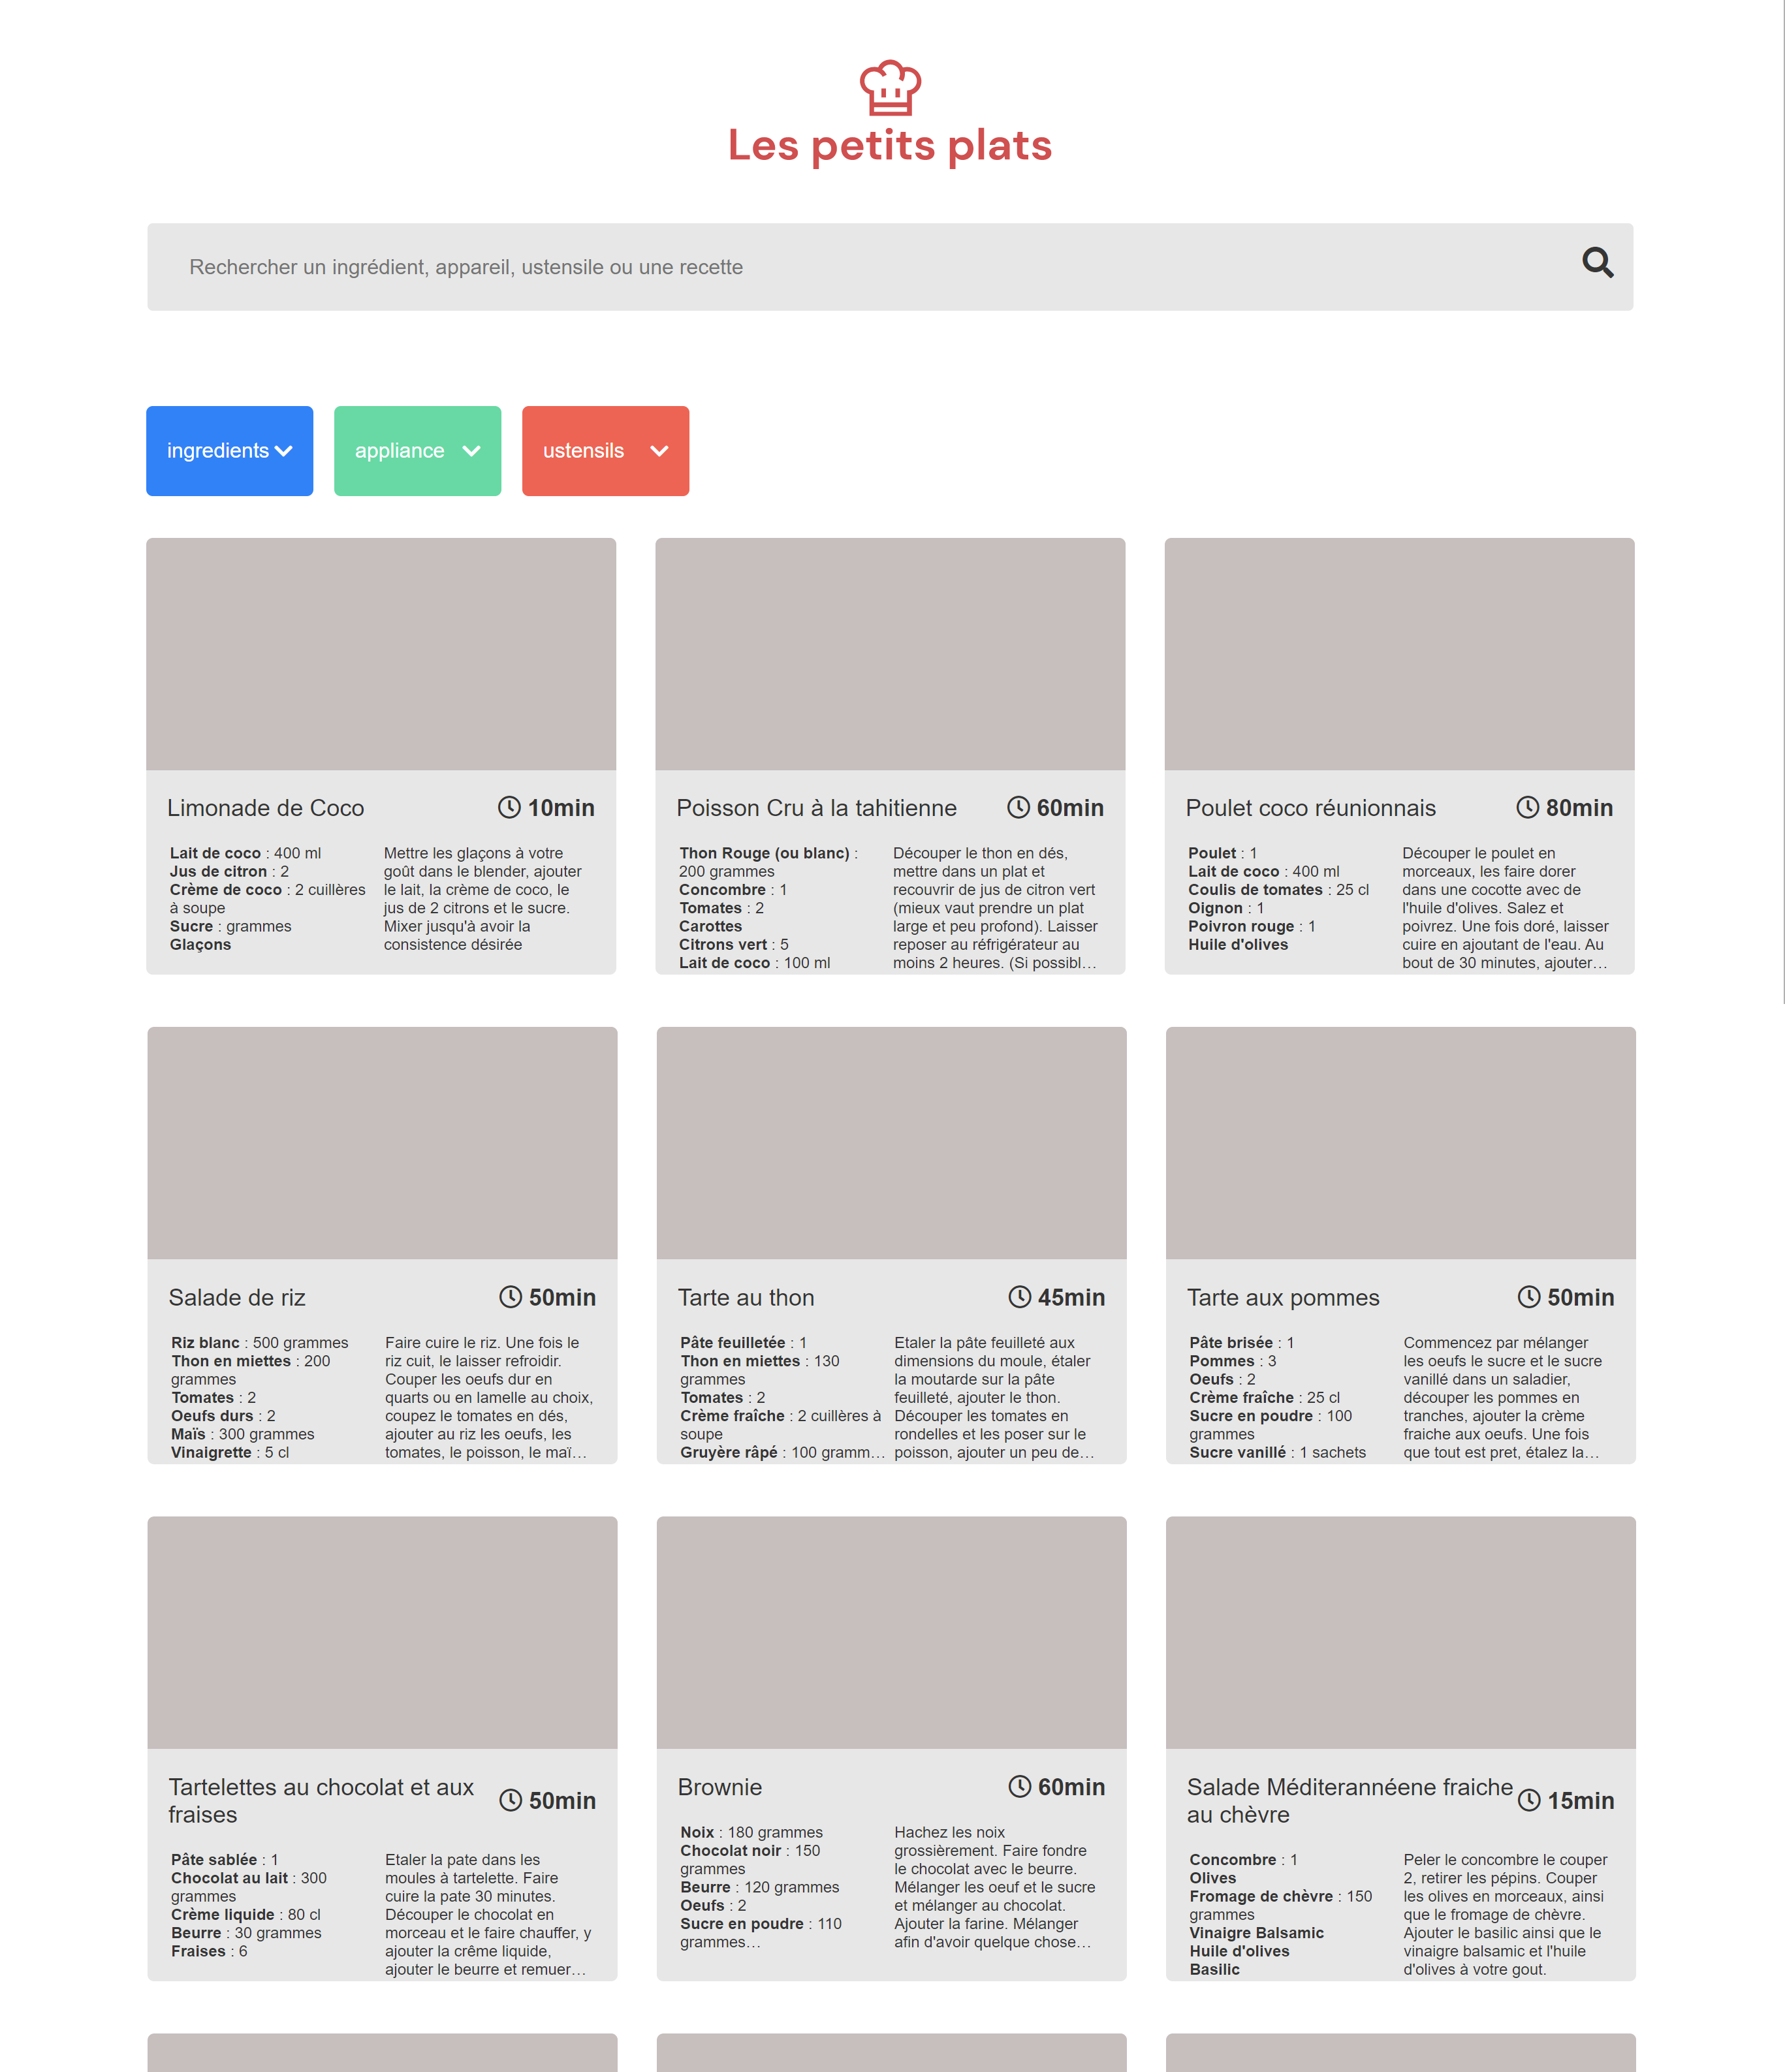 Les petits plats
Rechercher un ingrédient, appareil, ustensile ou une recette
ingredients
appliance
ustensils
Limonade de Coco
10min
Lait de coco : 400 ml
Jus de citron : 2
Crème de coco : 2 cuillères
à soupe
Sucre : grammes
Glaçons
Mettre les glaçons à votre
goût dans le blender, ajouter
le lait, la crème de coco, le
jus de 2 citrons et le sucre.
Mixer jusqu'à avoir la
consistence désirée
Poisson Cru à la tahitienne
60min
Thon Rouge (ou blanc) :
200 grammes
Concombre : 1
Tomates : 2
Carottes
Citrons vert : 5
Lait de coco : 100 ml
Découper le thon en dés,
mettre dans un plat et
recouvrir de jus de citron vert
(mieux vaut prendre un plat
large et peu profond). Laisser
reposer au réfrigérateur au
moins 2 heures. (Si possibl…
Poulet coco réunionnais
80min
Poulet : 1
Lait de coco : 400 ml
Coulis de tomates : 25 cl
Oignon : 1
Poivron rouge : 1
Huile d'olives
Découper le poulet en
morceaux, les faire dorer
dans une cocotte avec de
l'huile d'olives. Salez et
poivrez. Une fois doré, laisser
cuire en ajoutant de l'eau. Au
bout de 30 minutes, ajouter…
Salade de riz
50min
Riz blanc : 500 grammes
Thon en miettes : 200
grammes
Tomates : 2
Oeufs durs : 2
Maïs : 300 grammes
Vinaigrette : 5 cl
Faire cuire le riz. Une fois le
riz cuit, le laisser refroidir.
Couper les oeufs dur en
quarts ou en lamelle au choix,
coupez le tomates en dés,
ajouter au riz les oeufs, les
tomates, le poisson, le maï…
Tarte au thon
45min
Pâte feuilletée : 1
Thon en miettes : 130
grammes
Tomates : 2
Crème fraîche : 2 cuillères à
soupe
Gruyère râpé : 100 gramm…
Etaler la pâte feuilleté aux
dimensions du moule, étaler
la moutarde sur la pâte
feuilleté, ajouter le thon.
Découper les tomates en
rondelles et les poser sur le
poisson, ajouter un peu de…
Tarte aux pommes
50min
Pâte brisée : 1
Pommes : 3
Oeufs : 2
Crème fraîche : 25 cl
Sucre en poudre : 100
grammes
Sucre vanillé : 1 sachets
Commencez par mélanger
les oeufs le sucre et le sucre
vanillé dans un saladier,
découper les pommes en
tranches, ajouter la crème
fraiche aux oeufs. Une fois
que tout est pret, étalez la…
Tartelettes au chocolat et aux
fraises
50min
Pâte sablée : 1
Chocolat au lait : 300
grammes
Crème liquide : 80 cl
Beurre : 30 grammes
Fraises : 6
Etaler la pate dans les
moules à tartelette. Faire
cuire la pate 30 minutes.
Découper le chocolat en
morceau et le faire chauffer, y
ajouter la crême liquide,
ajouter le beurre et remuer…
Brownie
60min
Noix : 180 grammes
Chocolat noir : 150
grammes
Beurre : 120 grammes
Oeufs : 2
Sucre en poudre : 110
grammes…
Hachez les noix
grossièrement. Faire fondre
le chocolat avec le beurre.
Mélanger les oeuf et le sucre
et mélanger au chocolat.
Ajouter la farine. Mélanger
afin d'avoir quelque chose…
Salade Méditerannéene fraiche
au chèvre
15min
Concombre : 1
Olives
Fromage de chèvre : 150
grammes
Vinaigre Balsamic
Huile d'olives
Basilic
Peler le concombre le couper
2, retirer les pépins. Couper
les olives en morceaux, ainsi
que le fromage de chèvre.
Ajouter le basilic ainsi que le
vinaigre balsamic et l'huile
d'olives à votre gout.